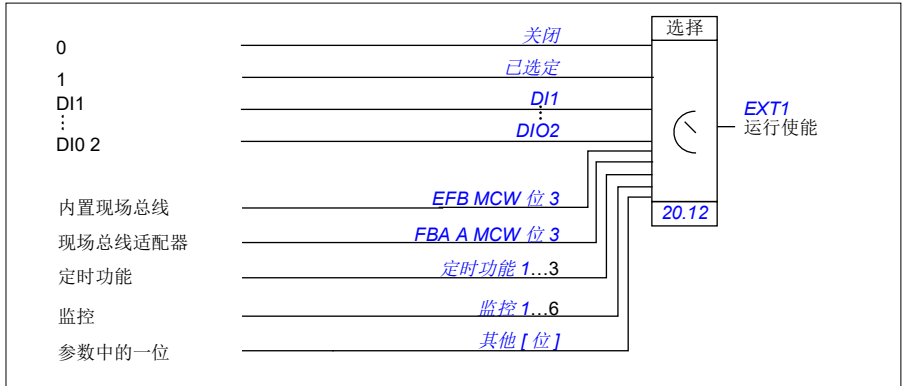 0 关闭 选择
1 已选定
DI1 DI1 EXT1
⋮ ⋮
DI0 2 DIO2 运行使能
内置现场总线 EFB MCW 位 3 20.12
现场总线适配器 FBA A MCW 位 3
定时功能 定时功能 1…3
监控 监控 1…6
参数中的一位 其他 [ 位 ]